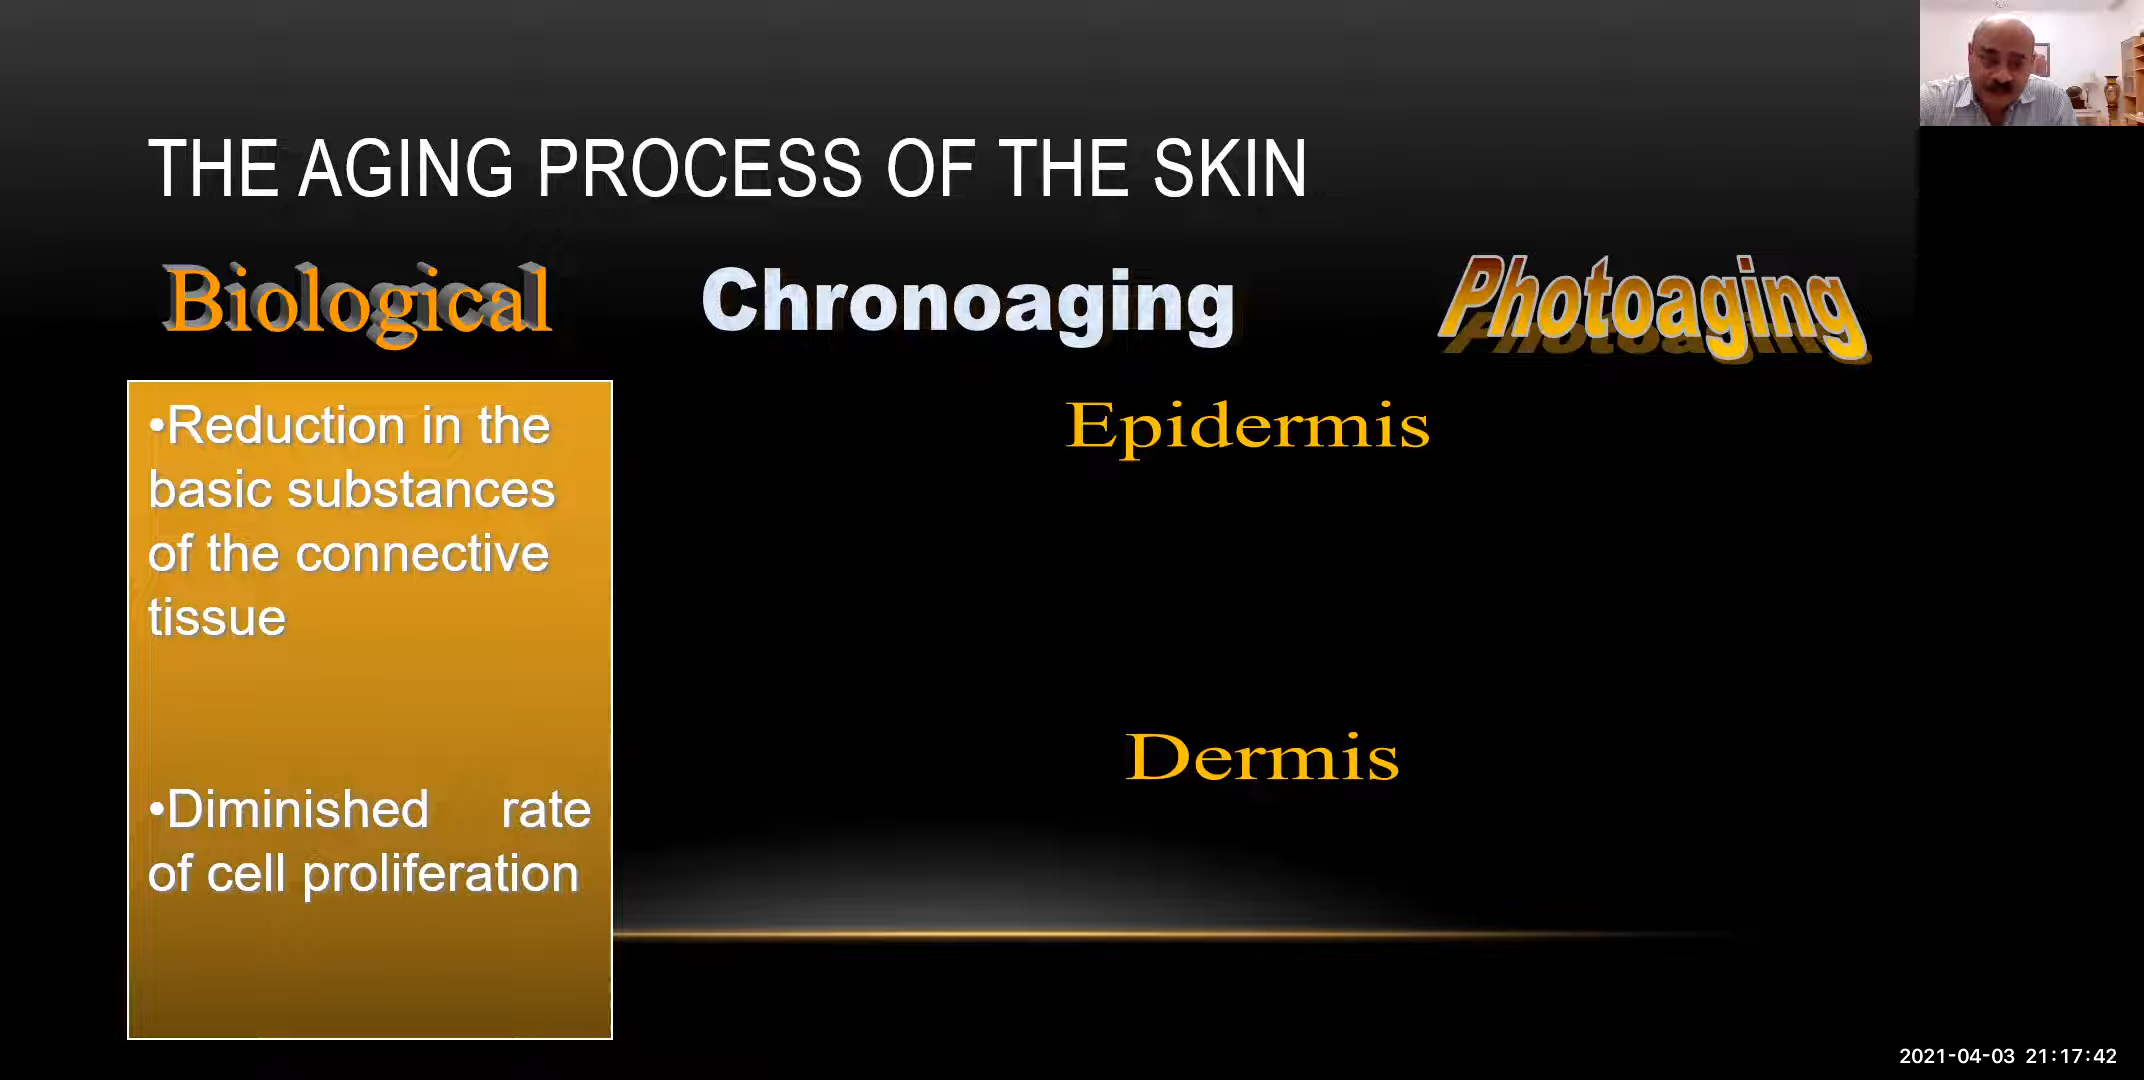 THE AGING PROCESS OF THE SKIN
Biological
Chronoaging
Photoaging
•Reduction in the
basic substances
of the connective
tissue
•Diminished rate
of cell proliferation
Epidermis
Dermis
2021-04-03 21:17:42